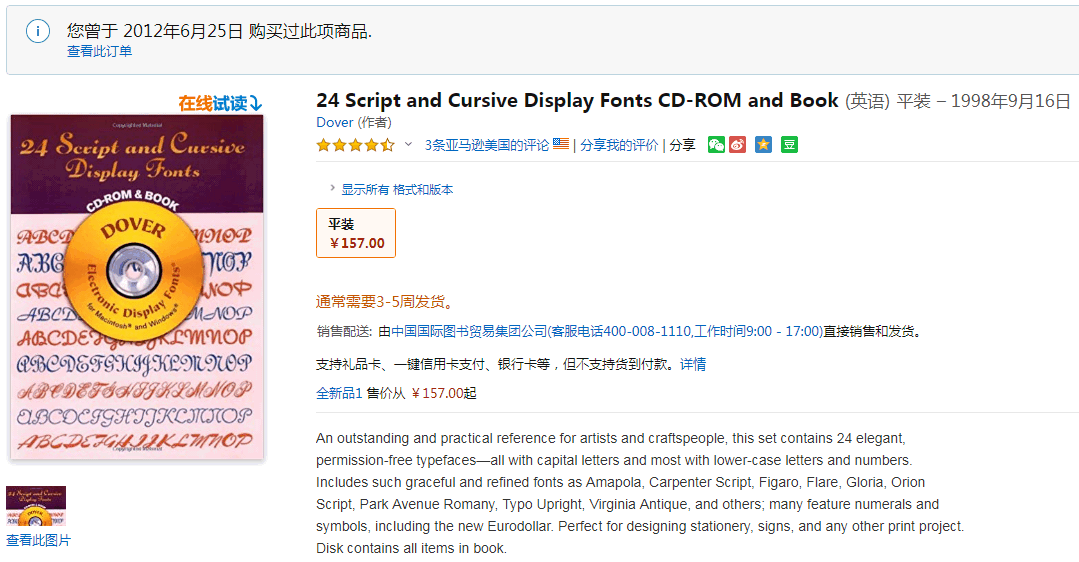 您曾于 2012年6月25日 购买过此项商品.
查看此订单
在线试读
Copyrighted Material
24 Script and Cursive
Display Fonts
CD-ROM & BOOK
DOVER
Electronic Display Fonts®
for Macintosh® and Windows®
Copyrighted Material
查看此图片
24 Script and Cursive Display Fonts CD-ROM and Book (英语) 平装 – 1998年9月16日
Dover (作者)
3条亚马逊美国的评论 | 分享我的评价 | 分享
豆
显示所有 格式和版本
平装
￥157.00
通常需要3-5周发货。
销售配送: 由中国国际图书贸易集团公司(客服电话400-008-1110,工作时间9:00 - 17:00)直接销售和发货。
支持礼品卡、一键信用卡支付、银行卡等，但不支持货到付款。 详情
全新品1 售价从 ￥157.00起
An outstanding and practical reference for artists and craftspeople, this set contains 24 elegant,
permission-free typefaces—all with capital letters and most with lower-case letters and numbers.
Includes such graceful and refined fonts as Amapola, Carpenter Script, Figaro, Flare, Gloria, Orion
Script, Park Avenue Romany, Typo Upright, Virginia Antique, and others; many feature numerals and
symbols, including the new Eurodollar. Perfect for designing stationery, signs, and any other print project.
Disk contains all items in book.